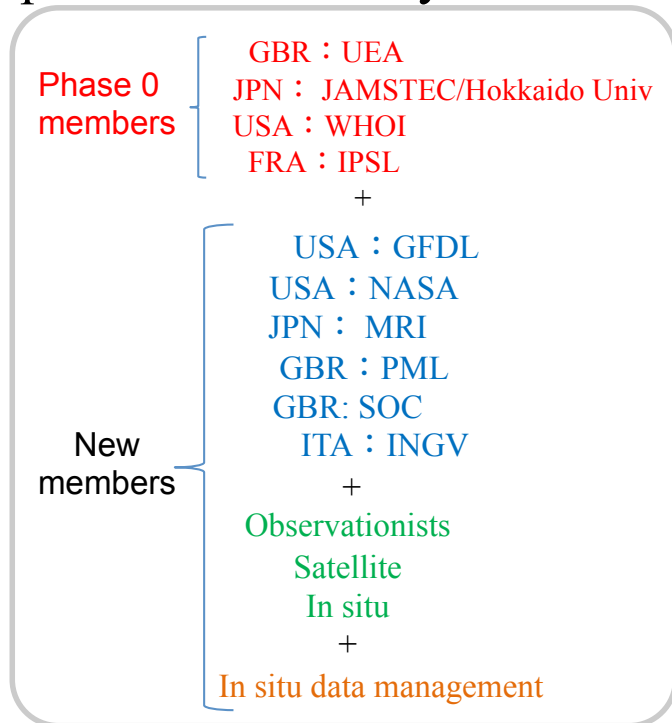 Phase 0
members
GBR：UEA
JPN： JAMSTEC/Hokkaido Univ
USA：WHOI
FRA：IPSL
+
USA：GFDL
USA：NASA
JPN： MRI
GBR：PML
GBR: SOC
ITA：INGV
New
members
+
Observationists
Satellite
In situ
+
In situ data management